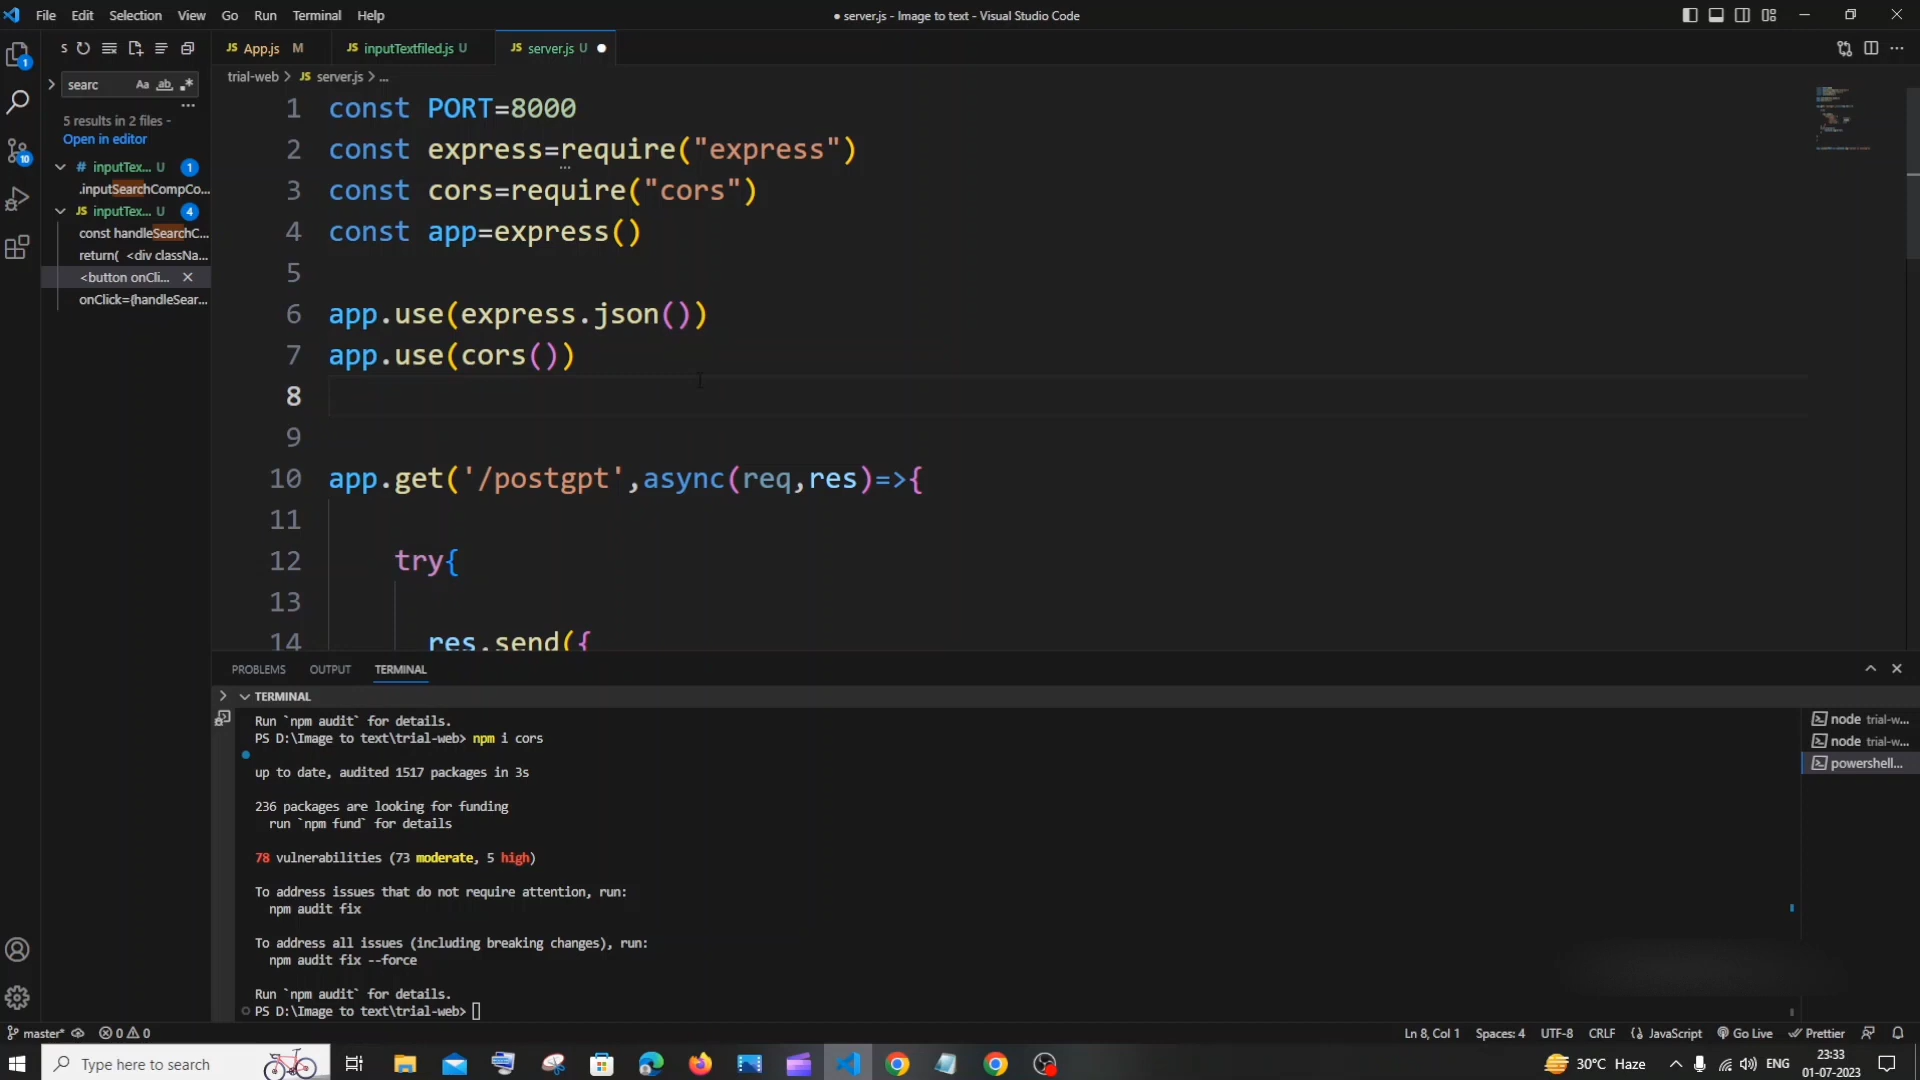 File Edit Selection View Go Run Terminal Help
● server.js - Image to text - Visual Studio Code
S
JS App.js M
JS inputTextfiled.js U
JS server.js U ●
searc Aa ab .*
5 results in 2 files -
Open in editor
# inputTex... U 1
.inputSearchCompCo...
JS inputTex... U 4
const handleSearchC...
return( <div classNa...
<button onCli...
onClick={handleSear...
1
10
trial-web > JS server.js > ...
1 const PORT=8000
2 const express=require("express")
3 const cors=require("cors")
4 const app=express()
5
6 app.use(express.json())
7 app.use(cors())
8
9
10 app.get('/postgpt',async(req,res)=>{
11
12 try{
13
14 res.send({
PROBLEMS OUTPUT TERMINAL
TERMINAL
Run `npm audit` for details.
PS D:\Image to text\trial-web> npm i cors
up to date, audited 1517 packages in 3s
236 packages are looking for funding
run `npm fund` for details
78 vulnerabilities (73 moderate, 5 high)
To address issues that do not require attention, run:
npm audit fix
To address all issues (including breaking changes), run:
npm audit fix --force
Run `npm audit` for details.
PS D:\Image to text\trial-web>
node trial-w...
node trial-w...
powershell...
master* 0 0
Ln 8, Col 1 Spaces: 4 UTF-8 CRLF JavaScript Go Live Prettier
Type here to search
30°C Haze
ENG
23:33
01-07-2023